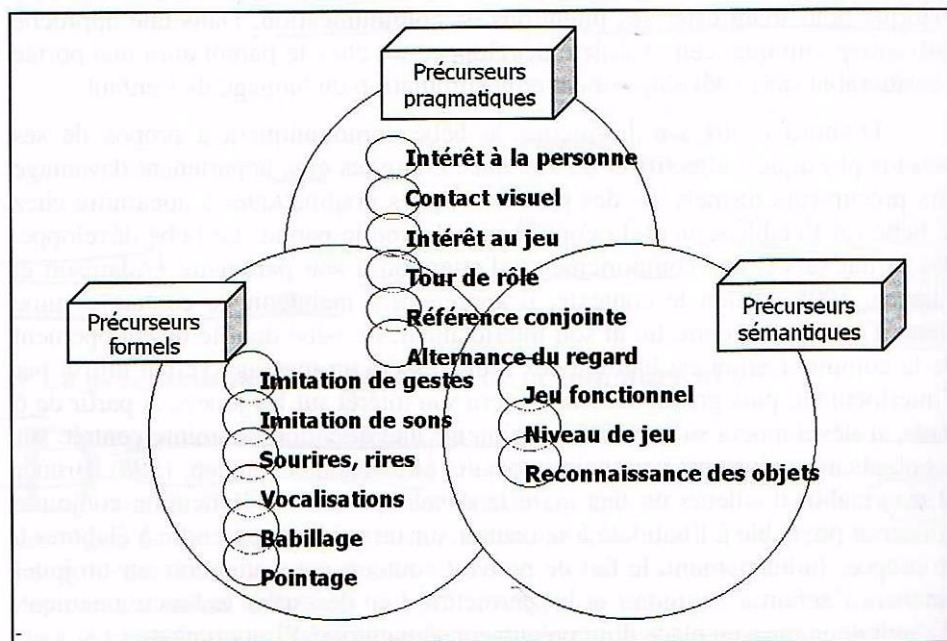 Précurseurs
pragmatiques
Intérêt à la personne
Contact visuel
Intérêt au jeu
Tour de rôle
Référence conjointe
Alternance du regard
Précurseurs
formels
Imitation de gestes
Imitation de sons
Sourires, rires
Vocalisations
Babillage
Pointage
Précurseurs
sémantiques
Jeu fonctionnel
Niveau de jeu
Reconnaissance des objets